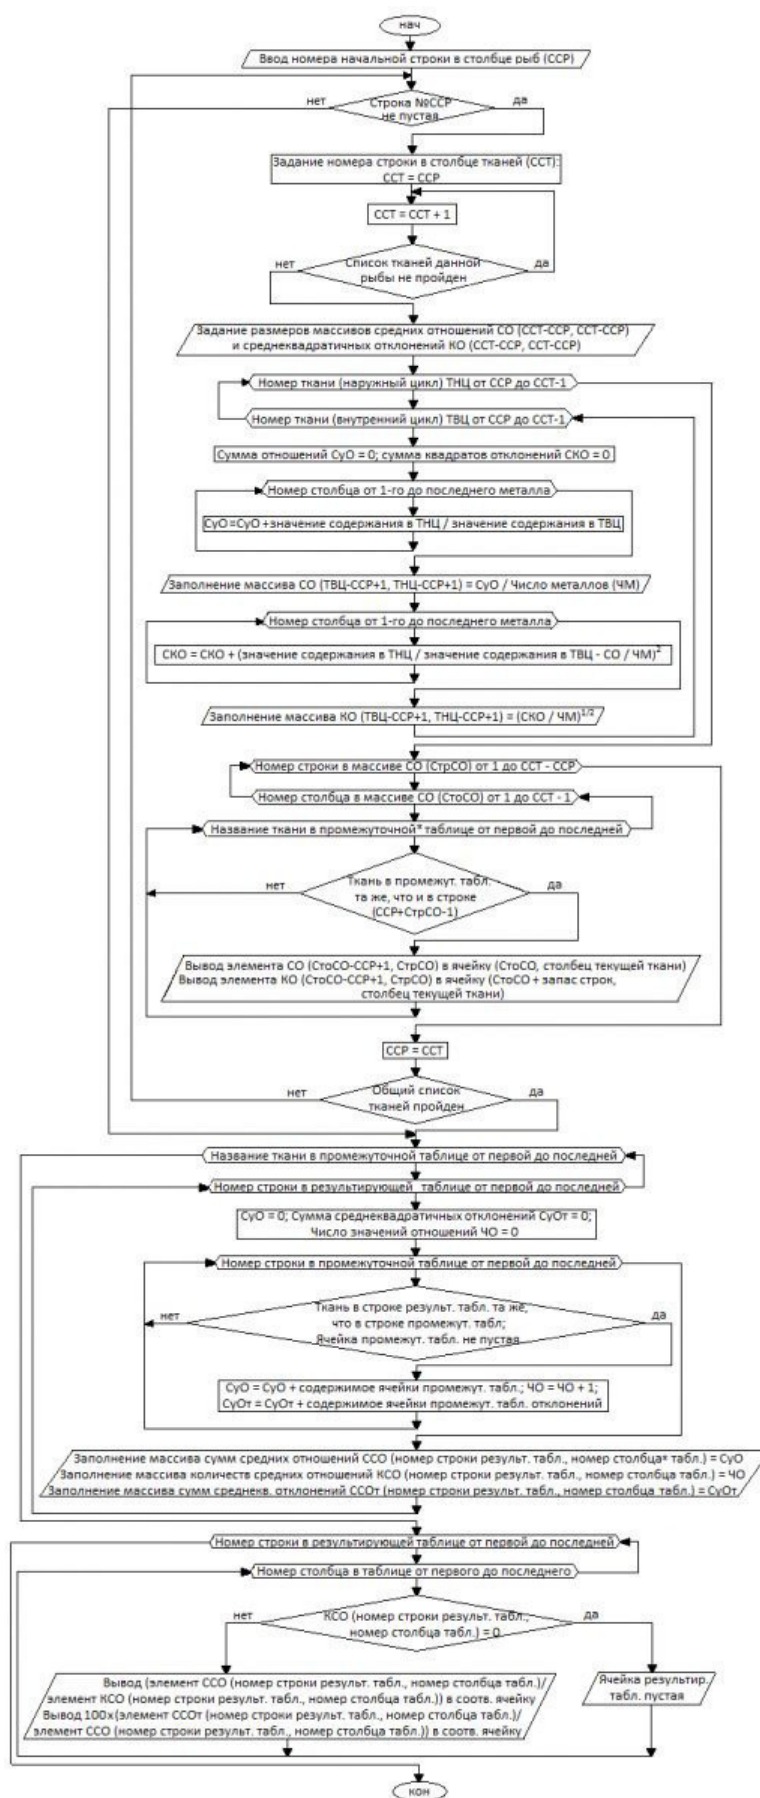 нач
Ввод номера начальной строки в столбце рыб (ССР)
нет
Строка №ССР
не пустая
да
Задание номера строки в столбце тканей (ССТ):
ССТ = ССР
ССТ = ССТ + 1
нет
Список тканей данной
рыбы не пройден
да
Задание размеров массивов средних отношений СО (ССТ-ССР, ССТ-ССР)
и среднеквадратичных отклонений КО (ССТ-ССР, ССТ-ССР)
Номер ткани (наружный цикл) ТНЦ от ССР до ССТ-1
Номер ткани (внутренний цикл) ТВЦ от ССР до ССТ-1
Сумма отношений СуО = 0; сумма квадратов отклонений СКО = 0
Номер столбца от 1-го до последнего металла
СуО=СуО +значение содержания в ТНЦ / значение содержания в ТВЦ
Заполнение массива СО (ТВЦ-ССР+1, ТНЦ-ССР+1) = СуО / Число металлов (ЧМ)
Номер столбца от 1-го до последнего металла
СКО = СКО + (значение содержания в ТНЦ / значение содержания в ТВЦ - СО / ЧМ)²
Заполнение массива КО (ТВЦ-ССР+1, ТНЦ-ССР+1) = (СКО / ЧМ)¹/²
Номер строки в массиве СО (СтрСО) от 1 до ССТ - ССР
Номер столбца в массиве СО (СтоСО) от 1 до ССТ - 1
Название ткани в промежуточной* таблице от первой до последней
нет
Ткань в промежут. табл.
та же, что и в строке
(ССР+СтрСО-1)
да
Вывод элемента СО (СтоСО-ССР+1, СтрСО) в ячейку (СтоСО, столбец текущей ткани)
Вывод элемента КО (СтоСО-ССР+1, СтрСО) в ячейку (СтоСО + запас строк,
столбец текущей ткани)
ССР = ССТ
нет
Общий список
тканей пройден
да
Название ткани в промежуточной таблице от первой до последней
Номер строки в результирующей таблице от первой до последней
СуО = 0; Сумма среднеквадратичных отклонений СуОт = 0;
Число значений отношений ЧО = 0
Номер строки в промежуточной таблице от первой до последней
нет
Ткань в строке результ. табл. та же,
что в строке промежут. табл;
Ячейка промежут. табл. не пустая
да
СуО = СуО + содержимое ячейки промежут. табл.; ЧО = ЧО + 1;
СуОт = СуОт + содержимое ячейки промежут. табл. отклонений
Заполнение массива сумм средних отношений ССО (номер строки результ. табл., номер столбца* табл.) = СуО
Заполнение массива количеств средних отношений КСО (номер строки результ. табл., номер столбца табл.) = ЧО
Заполнение массива сумм среднекв. отклонений ССОт (номер строки результ. табл., номер столбца табл.) = СуОт
Номер строки в результирующей таблице от первой до последней
Номер столбца в таблице от первого до последнего
нет
КСО (номер строки результ. табл.,
номер столбца табл.) = 0
да
Вывод (элемент ССО (номер строки результ. табл., номер столбца табл.)/
элемент КСО (номер строки результ. табл., номер столбца табл.)) в соотв. ячейку
Вывод 100х(элемент ССОт (номер строки результ. табл., номер столбца табл.)/
элемент ССО (номер строки результ. табл., номер столбца табл.)) в соотв. ячейку
Ячейка результир.
табл. пустая
кон